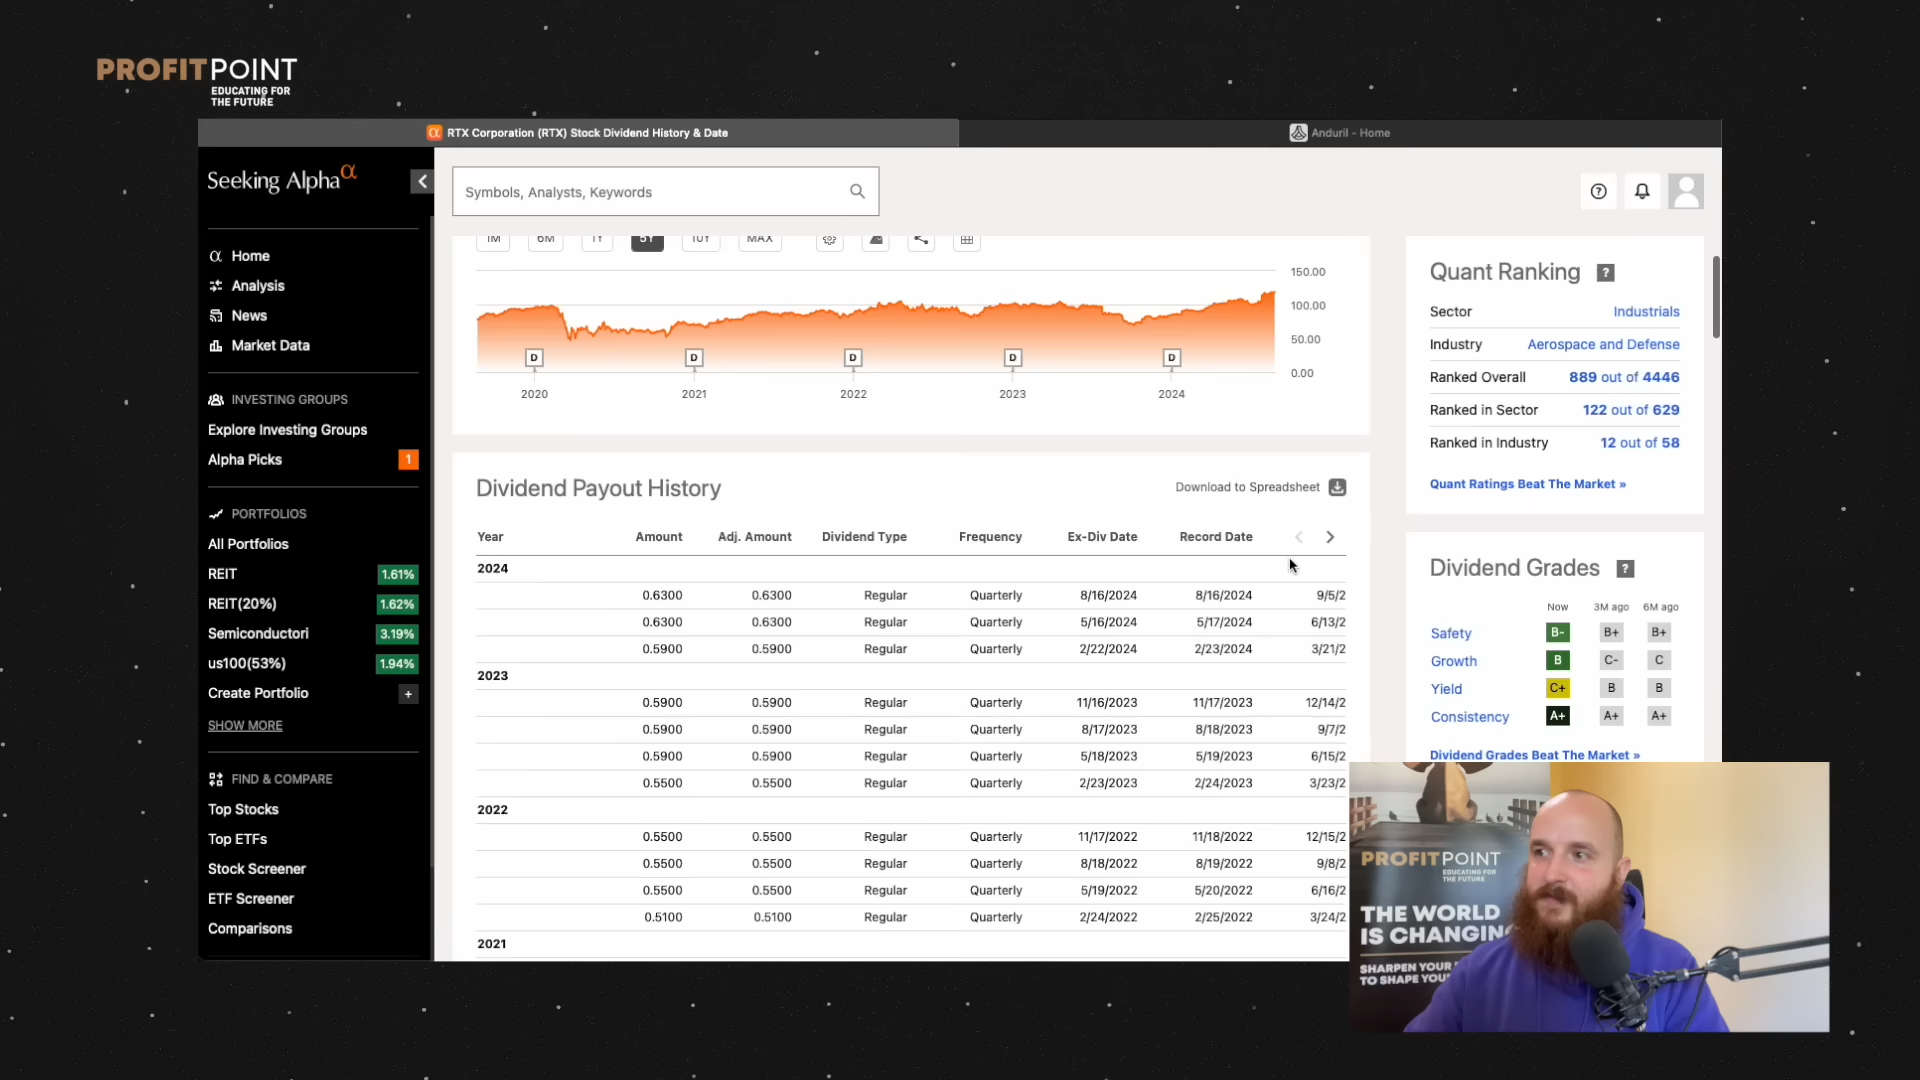 PROFITPOINT
EDUCATING FOR
THE FUTURE
RTX Corporation (RTX) Stock Dividend History & Date
Anduril - Home
Seeking Alpha α
Symbols, Analysts, Keywords
Home
Analysis
News
Market Data
INVESTING GROUPS
Explore Investing Groups
Alpha Picks 1
PORTFOLIOS
All Portfolios
REIT 1.61%
REIT(20%) 1.62%
Semiconductori 3.19%
us100(53%) 1.94%
Create Portfolio +
SHOW MORE
FIND & COMPARE
Top Stocks
Top ETFs
Stock Screener
ETF Screener
Comparisons
1M 6M 1Y 5Y 10Y MAX
150.00
100.00
50.00
0.00
D D D D D
2020 2021 2022 2023 2024
Dividend Payout History Download to Spreadsheet
Year Amount Adj. Amount Dividend Type Frequency Ex-Div Date Record Date
2024
0.6300 0.6300 Regular Quarterly 8/16/2024 8/16/2024 9/5/2
0.6300 0.6300 Regular Quarterly 5/16/2024 5/17/2024 6/13/2
0.5900 0.5900 Regular Quarterly 2/22/2024 2/23/2024 3/21/2
2023
0.5900 0.5900 Regular Quarterly 11/16/2023 11/17/2023 12/14/2
0.5900 0.5900 Regular Quarterly 8/17/2023 8/18/2023 9/7/2
0.5900 0.5900 Regular Quarterly 5/18/2023 5/19/2023 6/15/2
0.5500 0.5500 Regular Quarterly 2/23/2023 2/24/2023 3/23/2
2022
0.5500 0.5500 Regular Quarterly 11/17/2022 11/18/2022 12/15/2
0.5500 0.5500 Regular Quarterly 8/18/2022 8/19/2022 9/8/2
0.5500 0.5500 Regular Quarterly 5/19/2022 5/20/2022 6/16/2
0.5100 0.5100 Regular Quarterly 2/24/2022 2/25/2022 3/24/2
2021
Quant Ranking ?
Sector Industrials
Industry Aerospace and Defense
Ranked Overall 889 out of 4446
Ranked in Sector 122 out of 629
Ranked in Industry 12 out of 58
Quant Ratings Beat The Market »
Dividend Grades ?
Now 3M ago 6M ago
Safety B- B+ B+
Growth B C- C
Yield C+ B B
Consistency A+ A+ A+
Dividend Grades Beat The Market »
PROFITPOINT
EDUCATING FOR
THE FUTURE
THE WORLD
IS CHANGING
SHARPEN YOUR
TO SHAPE YOU